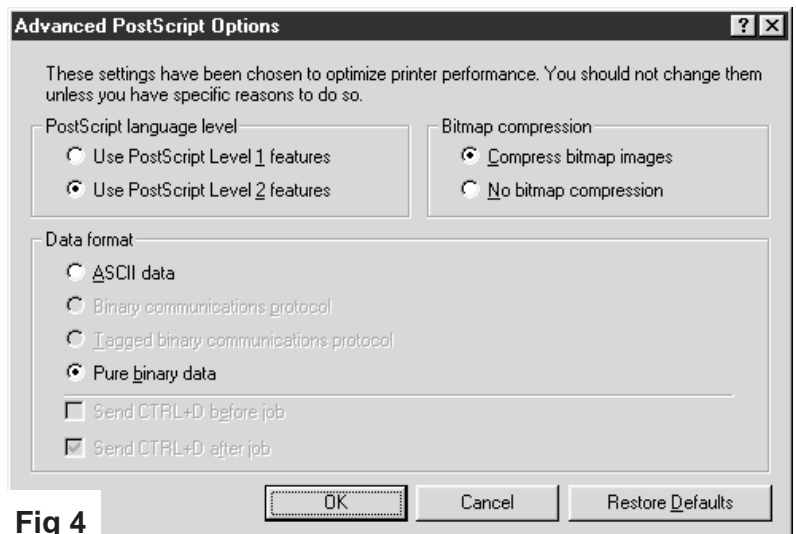 Advanced PostScript Options
These settings have been chosen to optimize printer performance. You should not change them
unless you have specific reasons to do so.
PostScript language level
Use PostScript Level 1 features
Use PostScript Level 2 features
Bitmap compression
Compress bitmap images
No bitmap compression
Data format
ASCII data
Binary communications protocol
Tagged binary communications protocol
Pure binary data
Send CTRL+D before job
Send CTRL+D after job
OK Cancel Restore Defaults
Fig 4